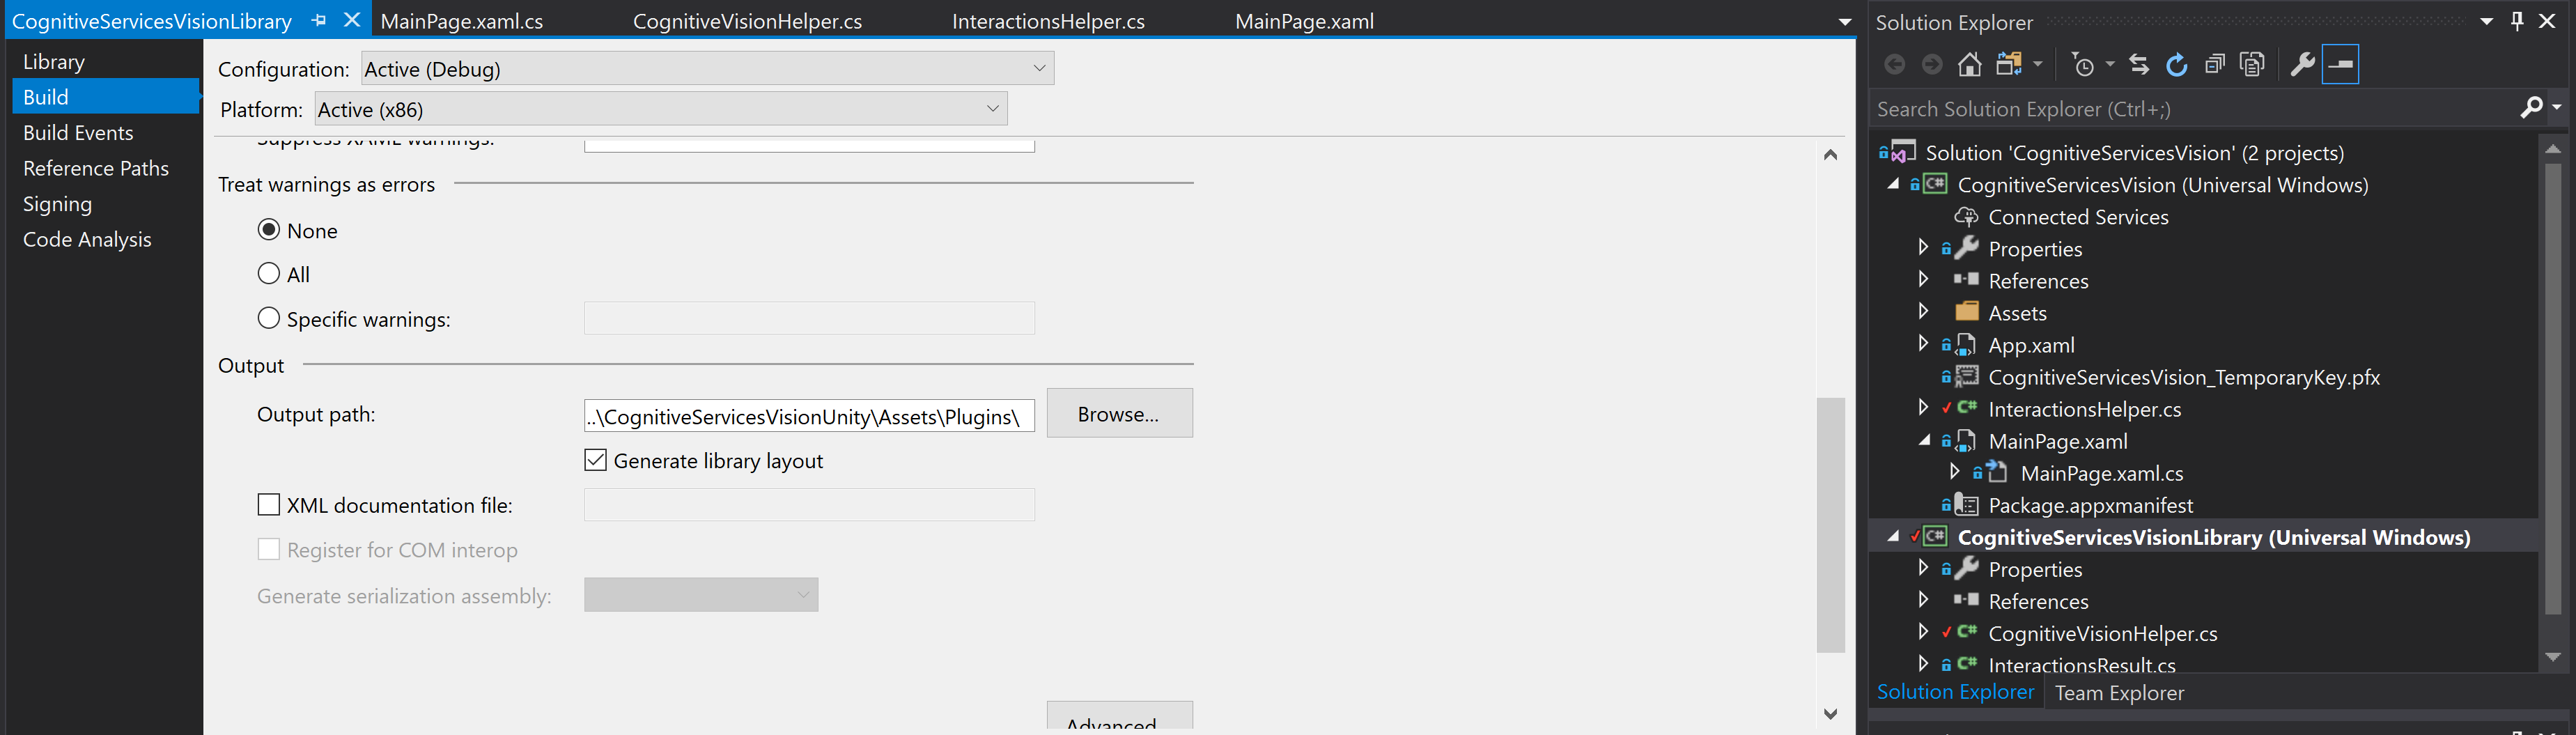 CognitiveServicesVisionLibrary
MainPage.xaml.cs
CognitiveVisionHelper.cs
InteractionsHelper.cs
MainPage.xaml
Library
Build
Build Events
Reference Paths
Signing
Code Analysis
Configuration: Active (Debug)
Platform: Active (x86)
Suppress XAML warnings:
Treat warnings as errors
None
All
Specific warnings:
Output
Output path: ..\CognitiveServicesVisionUnity\Assets\Plugins\ Browse...
Generate library layout
XML documentation file:
Register for COM interop
Generate serialization assembly:
Advanced...
Solution Explorer
Search Solution Explorer (Ctrl+;)
Solution 'CognitiveServicesVision' (2 projects)
C# CognitiveServicesVision (Universal Windows)
Connected Services
Properties
References
Assets
App.xaml
CognitiveServicesVision_TemporaryKey.pfx
C# InteractionsHelper.cs
MainPage.xaml
MainPage.xaml.cs
Package.appxmanifest
C# CognitiveServicesVisionLibrary (Universal Windows)
Properties
References
C# CognitiveVisionHelper.cs
C# InteractionsResult.cs
Solution Explorer Team Explorer